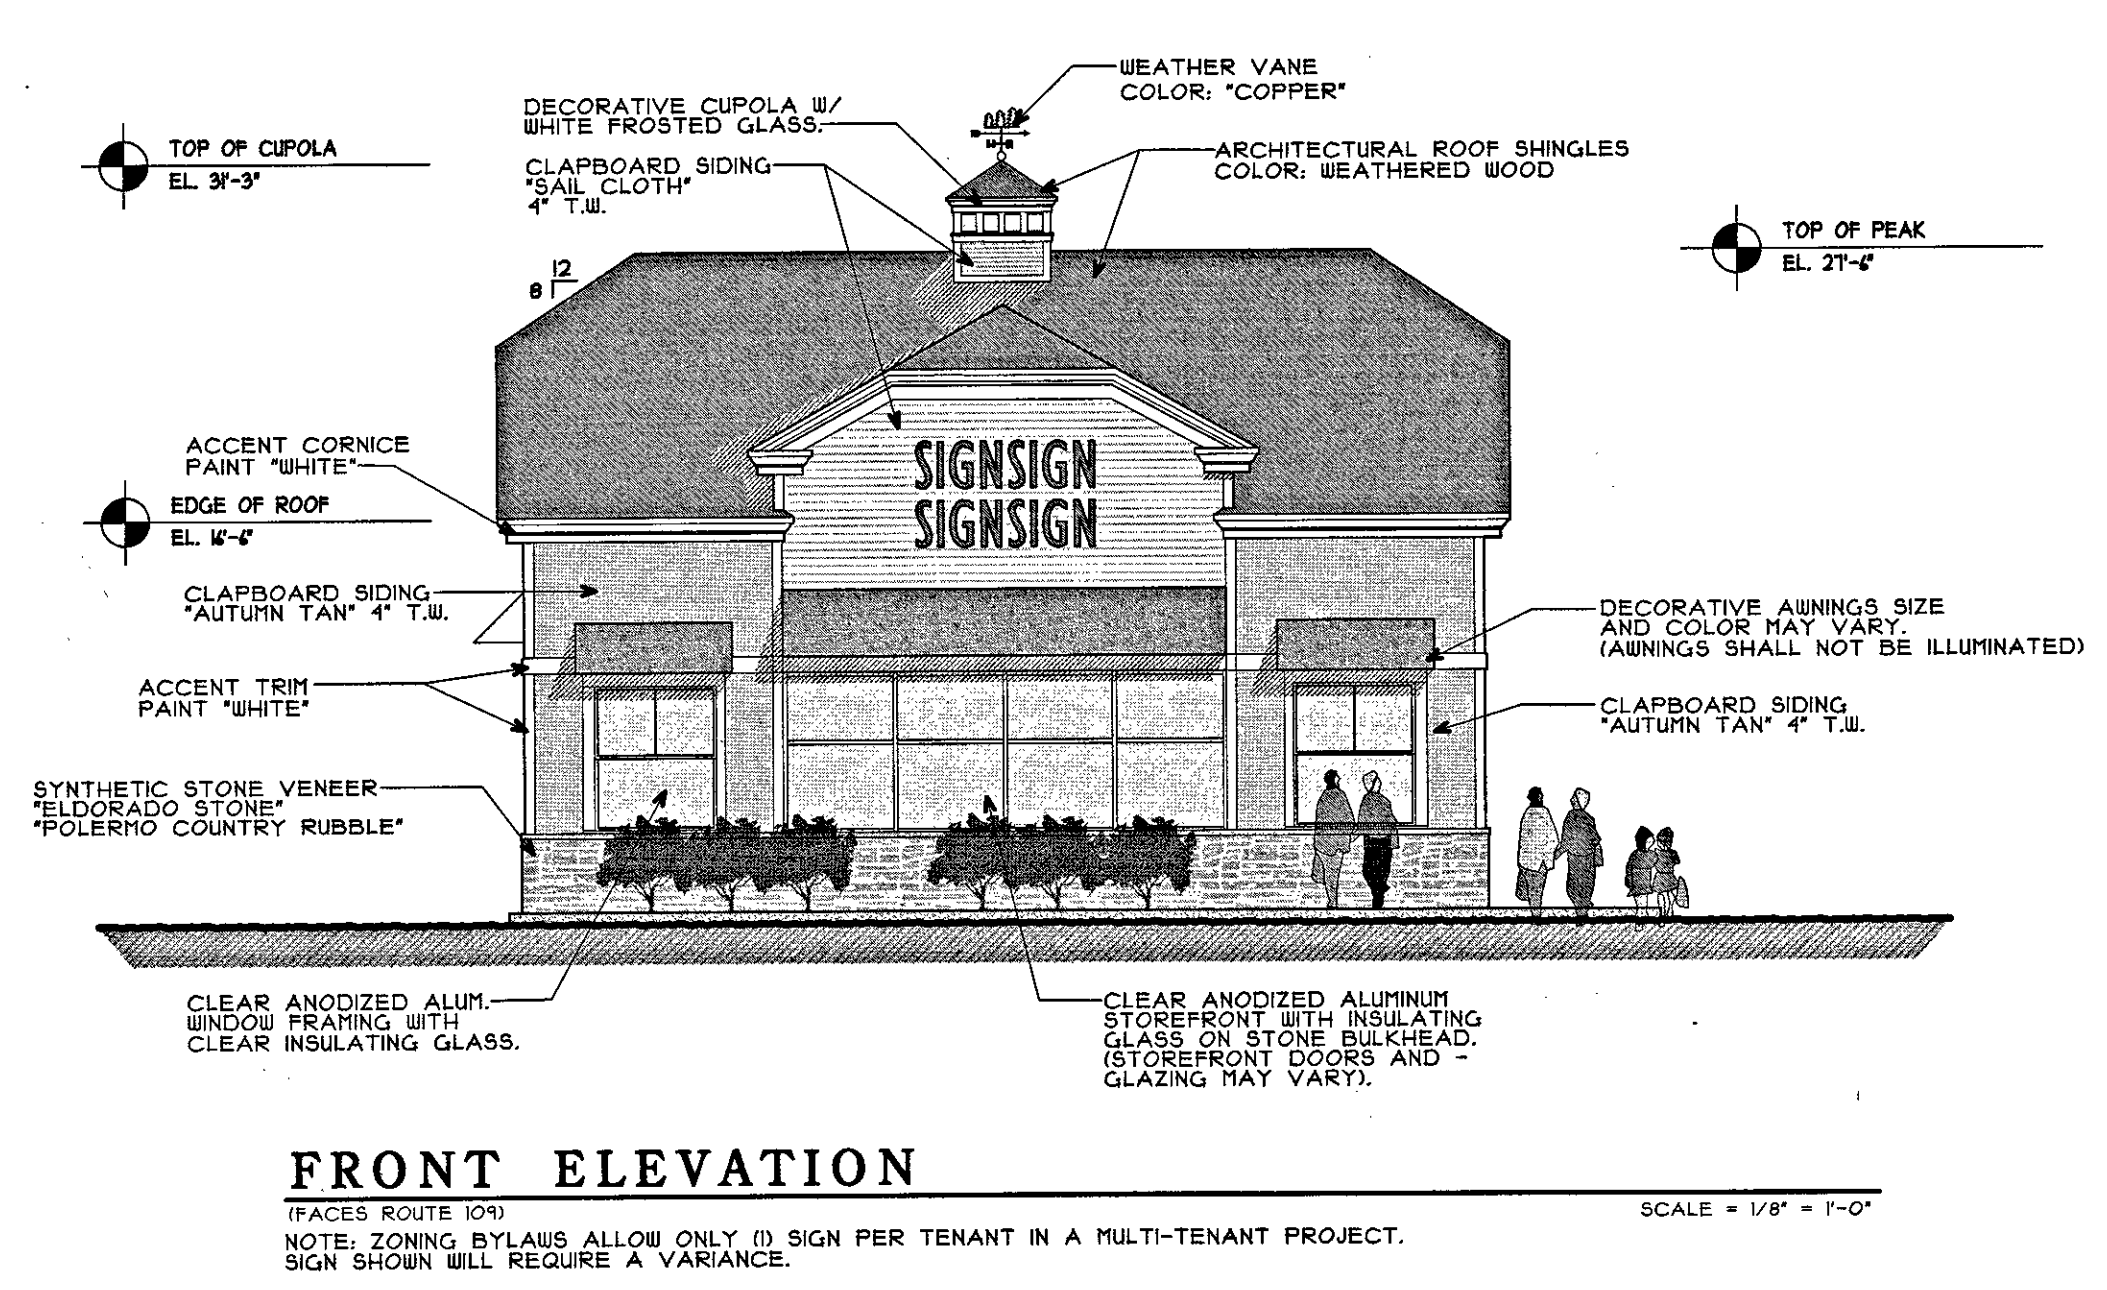 WEATHER VANE
COLOR: "COPPER"
DECORATIVE CUPOLA W/
WHITE FROSTED GLASS.
TOP OF CUPOLA
EL. 31'-3"
CLAPBOARD SIDING
"SAIL CLOTH"
4" T.W.
ARCHITECTURAL ROOF SHINGLES
COLOR: WEATHERED WOOD
TOP OF PEAK
EL. 27'-6"
12
8
ACCENT CORNICE
PAINT "WHITE"
SIGNSIGN
SIGNSIGN
EDGE OF ROOF
EL. 16'-6"
CLAPBOARD SIDING
"AUTUMN TAN" 4" T.W.
DECORATIVE AWNINGS SIZE
AND COLOR MAY VARY.
(AWNINGS SHALL NOT BE ILLUMINATED)
ACCENT TRIM
PAINT "WHITE"
CLAPBOARD SIDING
"AUTUMN TAN" 4" T.W.
SYNTHETIC STONE VENEER
"ELDORADO STONE"
"POLERMO COUNTRY RUBBLE"
CLEAR ANODIZED ALUM.
WINDOW FRAMING WITH
CLEAR INSULATING GLASS.
CLEAR ANODIZED ALUMINUM
STOREFRONT WITH INSULATING
GLASS ON STONE BULKHEAD.
(STOREFRONT DOORS AND -
GLAZING MAY VARY).
FRONT ELEVATION
(FACES ROUTE 109)
SCALE = 1/8" = 1'-0"
NOTE: ZONING BYLAWS ALLOW ONLY (1) SIGN PER TENANT IN A MULTI-TENANT PROJECT.
SIGN SHOWN WILL REQUIRE A VARIANCE.